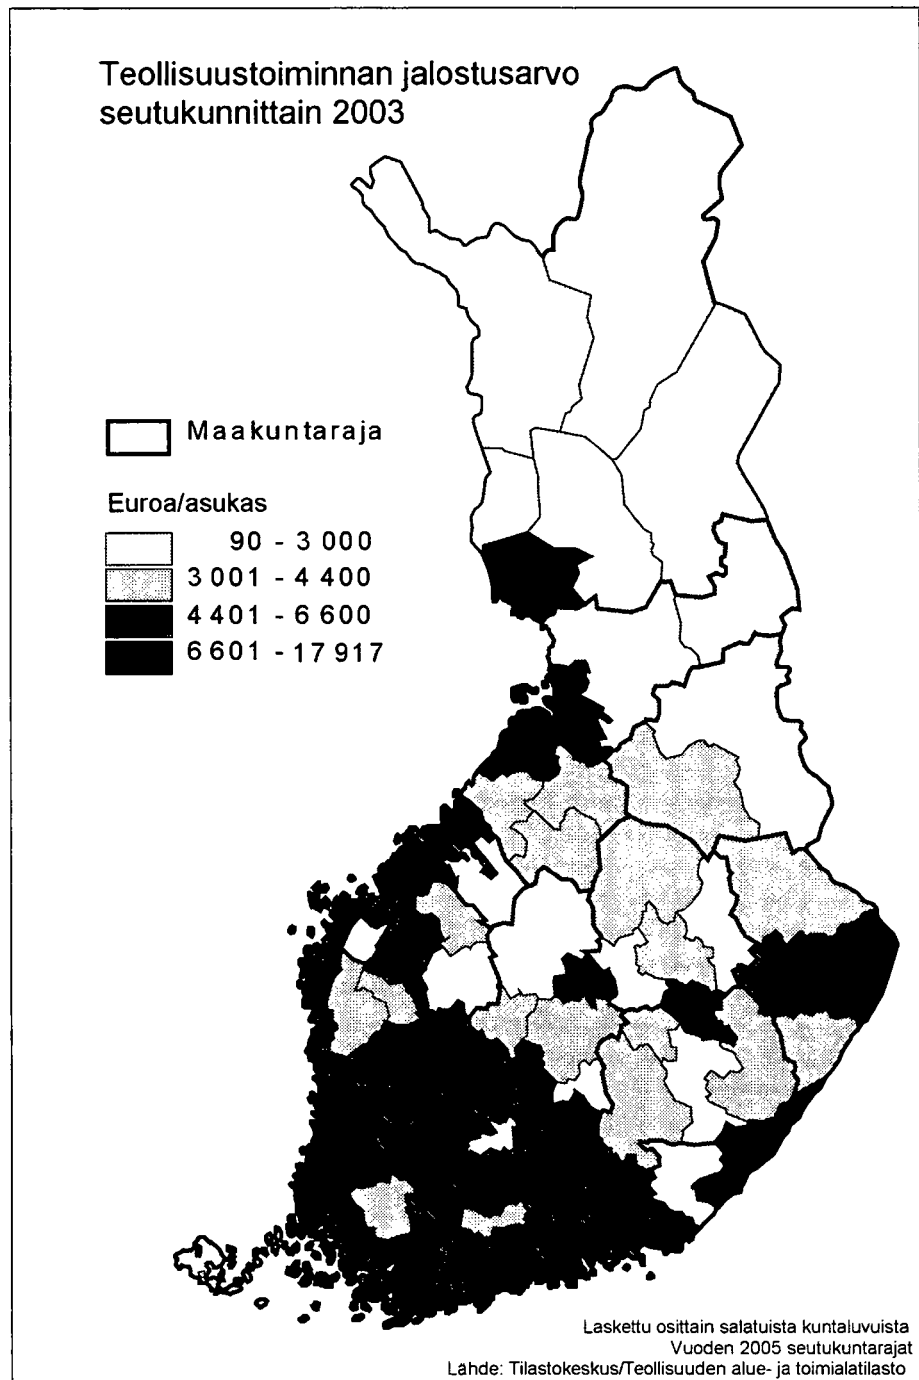 Teollisuustoiminnan jalostusarvo
seutukunnittain 2003
Maakuntaraja
Euroa/asukas
90 - 3 000
3 001 - 4 400
4 401 - 6 600
6 601 - 17 917
Laskettu osittain salatuista kuntaluvuista
Vuoden 2005 seutukuntarajat
Lähde: Tilastokeskus/Teollisuuden alue- ja toimialatilasto